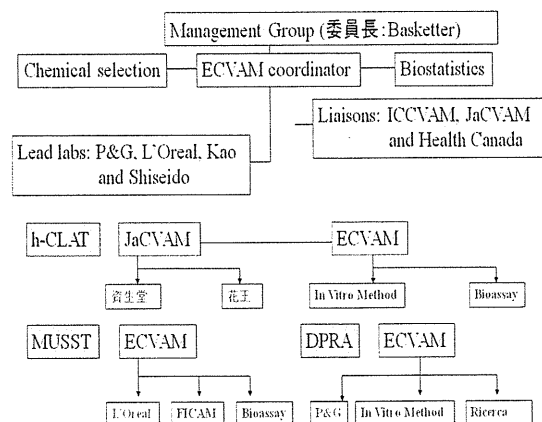 Management Group (委員長:Basketter)
Chemical selection
ECVAM coordinator
Biostatistics
Liaisons: ICCVAM, JaCVAM
and Health Canada
Lead labs: P&G, L`Oreal, Kao
and Shiseido
h-CLAT
JaCVAM
ECVAM
資生堂
花王
In Vitro Method
Bioassay
MUSST
ECVAM
DPRA
ECVAM
L`Oreal
FICAM
Bioassay
P&G
In Vitro Method
Ricerca